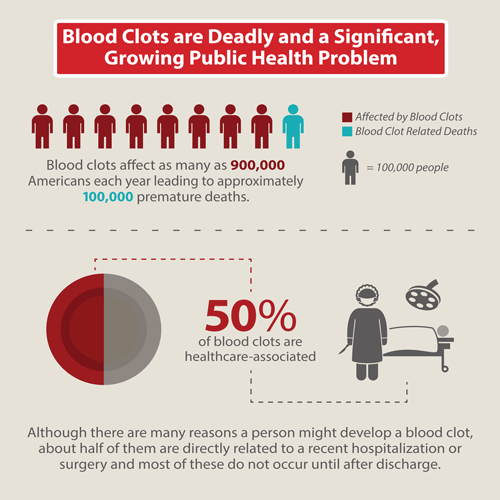 Blood Clots are Deadly and a Significant,
Growing Public Health Problem
Affected by Blood Clots
Blood Clot Related Deaths
= 100,000 people
Blood clots affect as many as 900,000
Americans each year leading to approximately
100,000 premature deaths.
50%
of blood clots are
healthcare-associated
Although there are many reasons a person might develop a blood clot,
about half of them are directly related to a recent hospitalization or
surgery and most of these do not occur until after discharge.